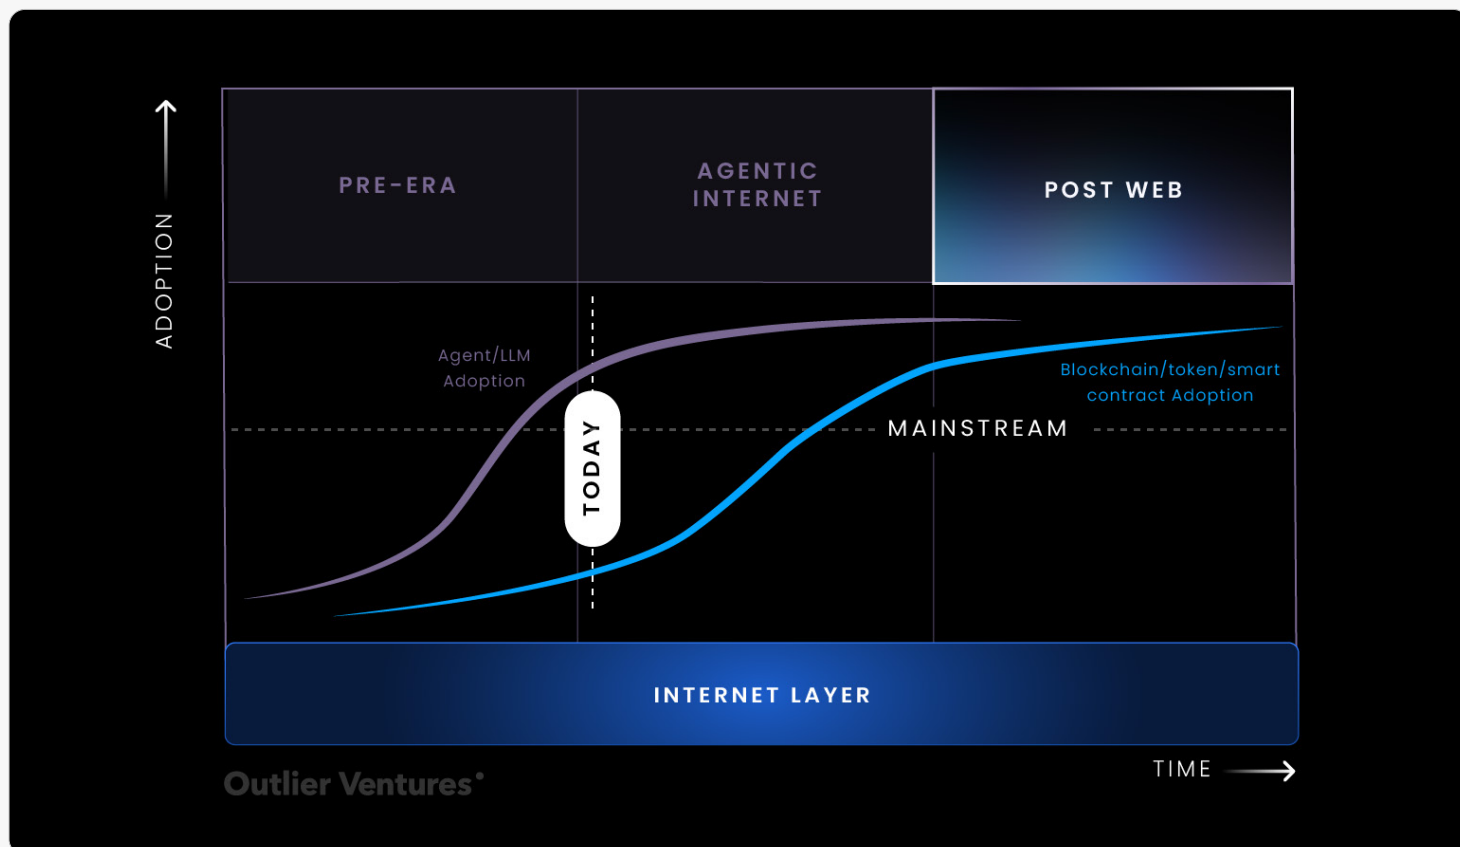 PRE-ERA
AGENTIC
INTERNET
POST WEB
ADOPTION
Agent/LLM
Adoption
TODAY
Blockchain/token/smart
contract Adoption
MAINSTREAM
INTERNET LAYER
TIME
Outlier Ventures